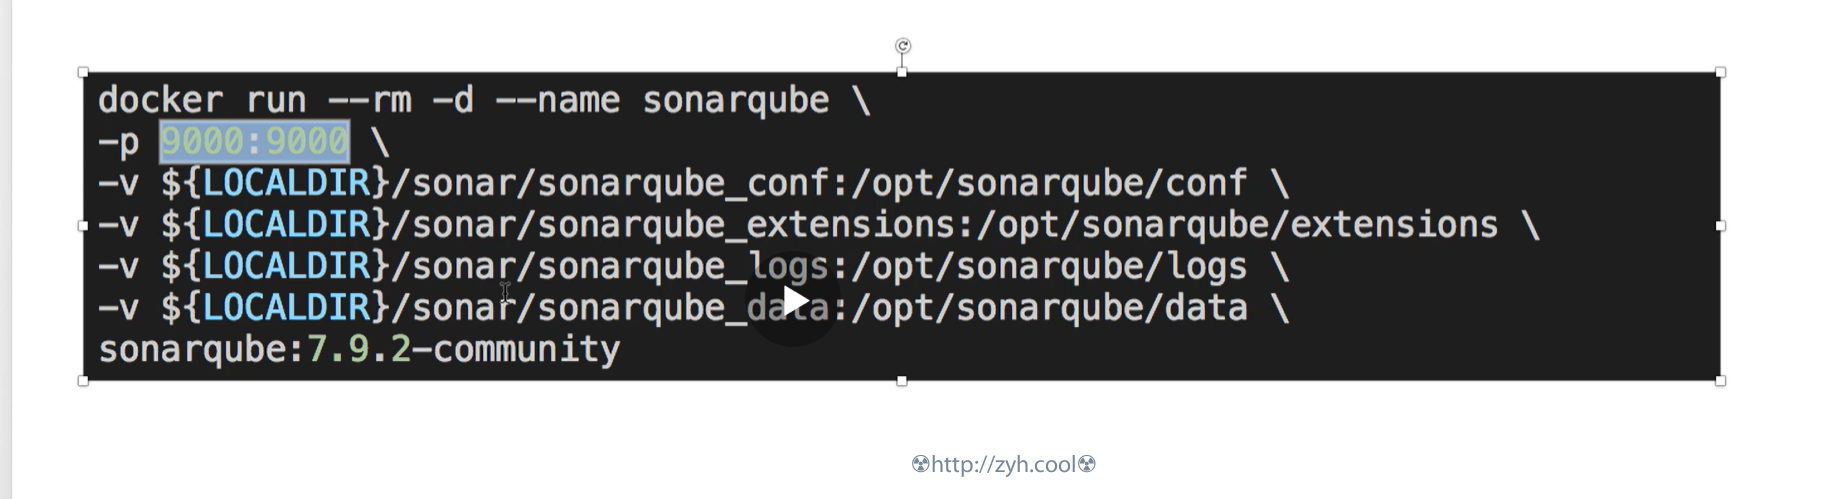 docker run --rm -d --name sonarqube \
-p 9000:9000 \
-v ${LOCALDIR}/sonar/sonarqube_conf:/opt/sonarqube/conf \
-v ${LOCALDIR}/sonar/sonarqube_extensions:/opt/sonarqube/extensions \
-v ${LOCALDIR}/sonar/sonarqube_logs:/opt/sonarqube/logs \
-v ${LOCALDIR}/sonar/sonarqube_data:/opt/sonarqube/data \
sonarqube:7.9.2-community
☢http://zyh.cool☢